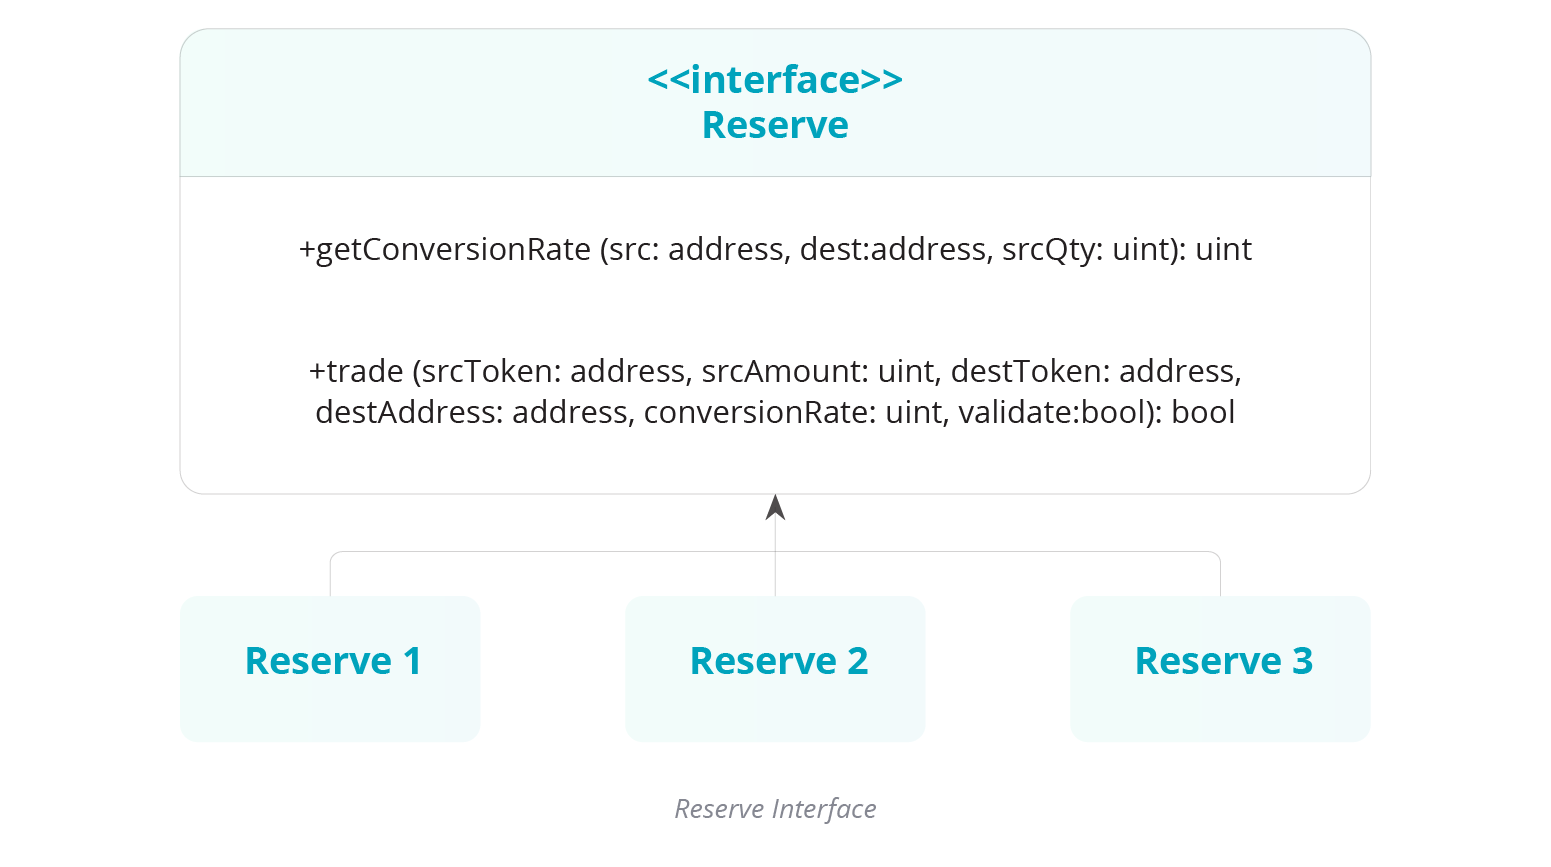 <<interface>>
Reserve
+getConversionRate (src: address, dest:address, srcQty: uint): uint
+trade (srcToken: address, srcAmount: uint, destToken: address,
destAddress: address, conversionRate: uint, validate:bool): bool
Reserve 1
Reserve 2
Reserve 3
Reserve Interface